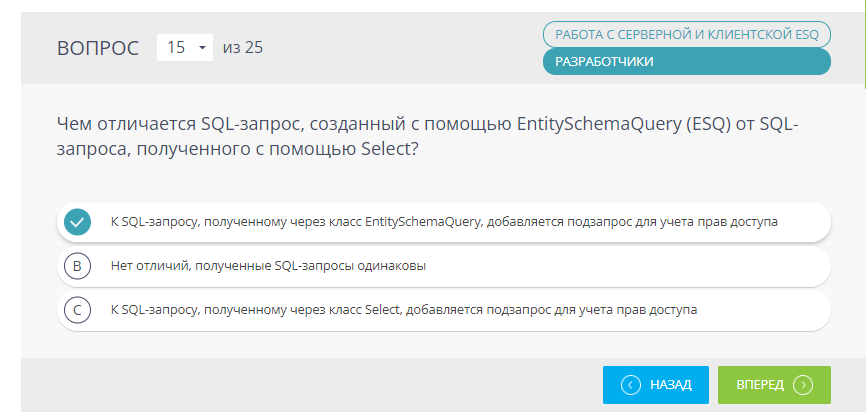 ВОПРОС 15 из 25
РАБОТА С СЕРВЕРНОЙ И КЛИЕНТСКОЙ ESQ
РАЗРАБОТЧИКИ
Чем отличается SQL-запрос, созданный с помощью EntitySchemaQuery (ESQ) от SQL-
запроса, полученного с помощью Select?
К SQL-запросу, полученному через класс EntitySchemaQuery, добавляется подзапрос для учета прав доступа
B Нет отличий, полученные SQL-запросы одинаковы
C К SQL-запросу, полученному через класс Select, добавляется подзапрос для учета прав доступа
НАЗАД ВПЕРЕД